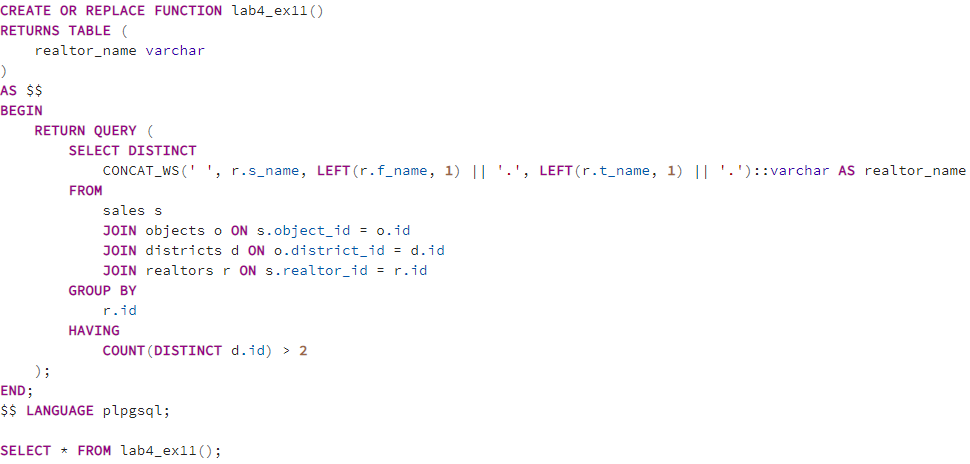 CREATE OR REPLACE FUNCTION lab4_ex11()
RETURNS TABLE (
    realtor_name varchar
)
AS $$
BEGIN
    RETURN QUERY (
        SELECT DISTINCT
            CONCAT_WS(' ', r.s_name, LEFT(r.f_name, 1) || '.', LEFT(r.t_name, 1) || '.')::varchar AS realtor_name
        FROM
            sales s
            JOIN objects o ON s.object_id = o.id
            JOIN districts d ON o.district_id = d.id
            JOIN realtors r ON s.realtor_id = r.id
        GROUP BY
            r.id
        HAVING
            COUNT(DISTINCT d.id) > 2
    );
END;
$$ LANGUAGE plpgsql;

SELECT * FROM lab4_ex11();